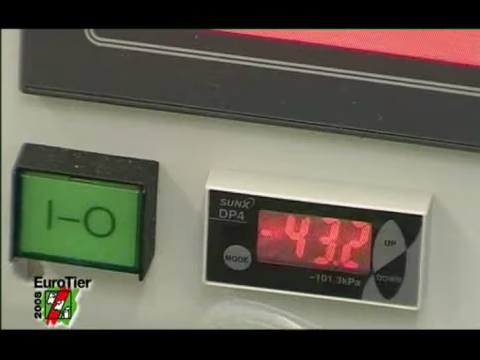 I–O
SUNX
DP4
-43.2
UP
MODE
DOWN
−101.3kPa
EuroTier
2008